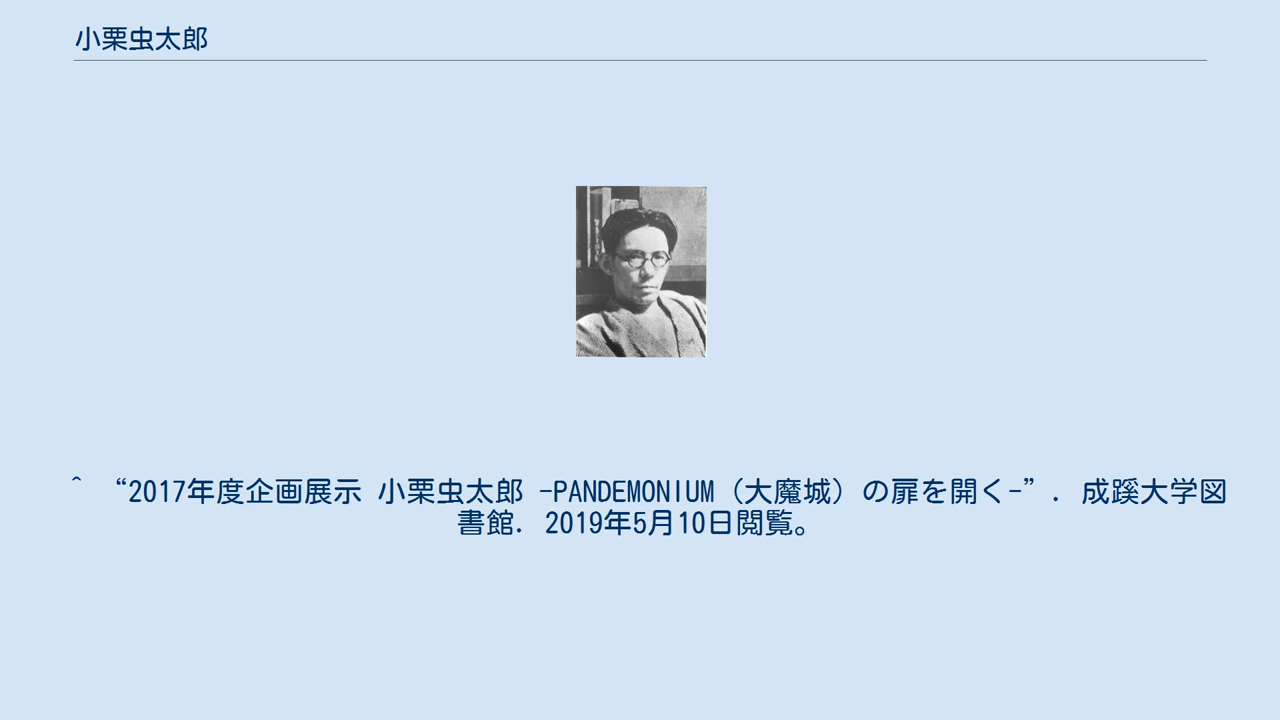 小栗虫太郎
^ “2017年度企画展示 小栗虫太郎 -PANDEMONIUM（大魔城）の扉を開く-”. 成蹊大学図
書館. 2019年5月10日閲覧。